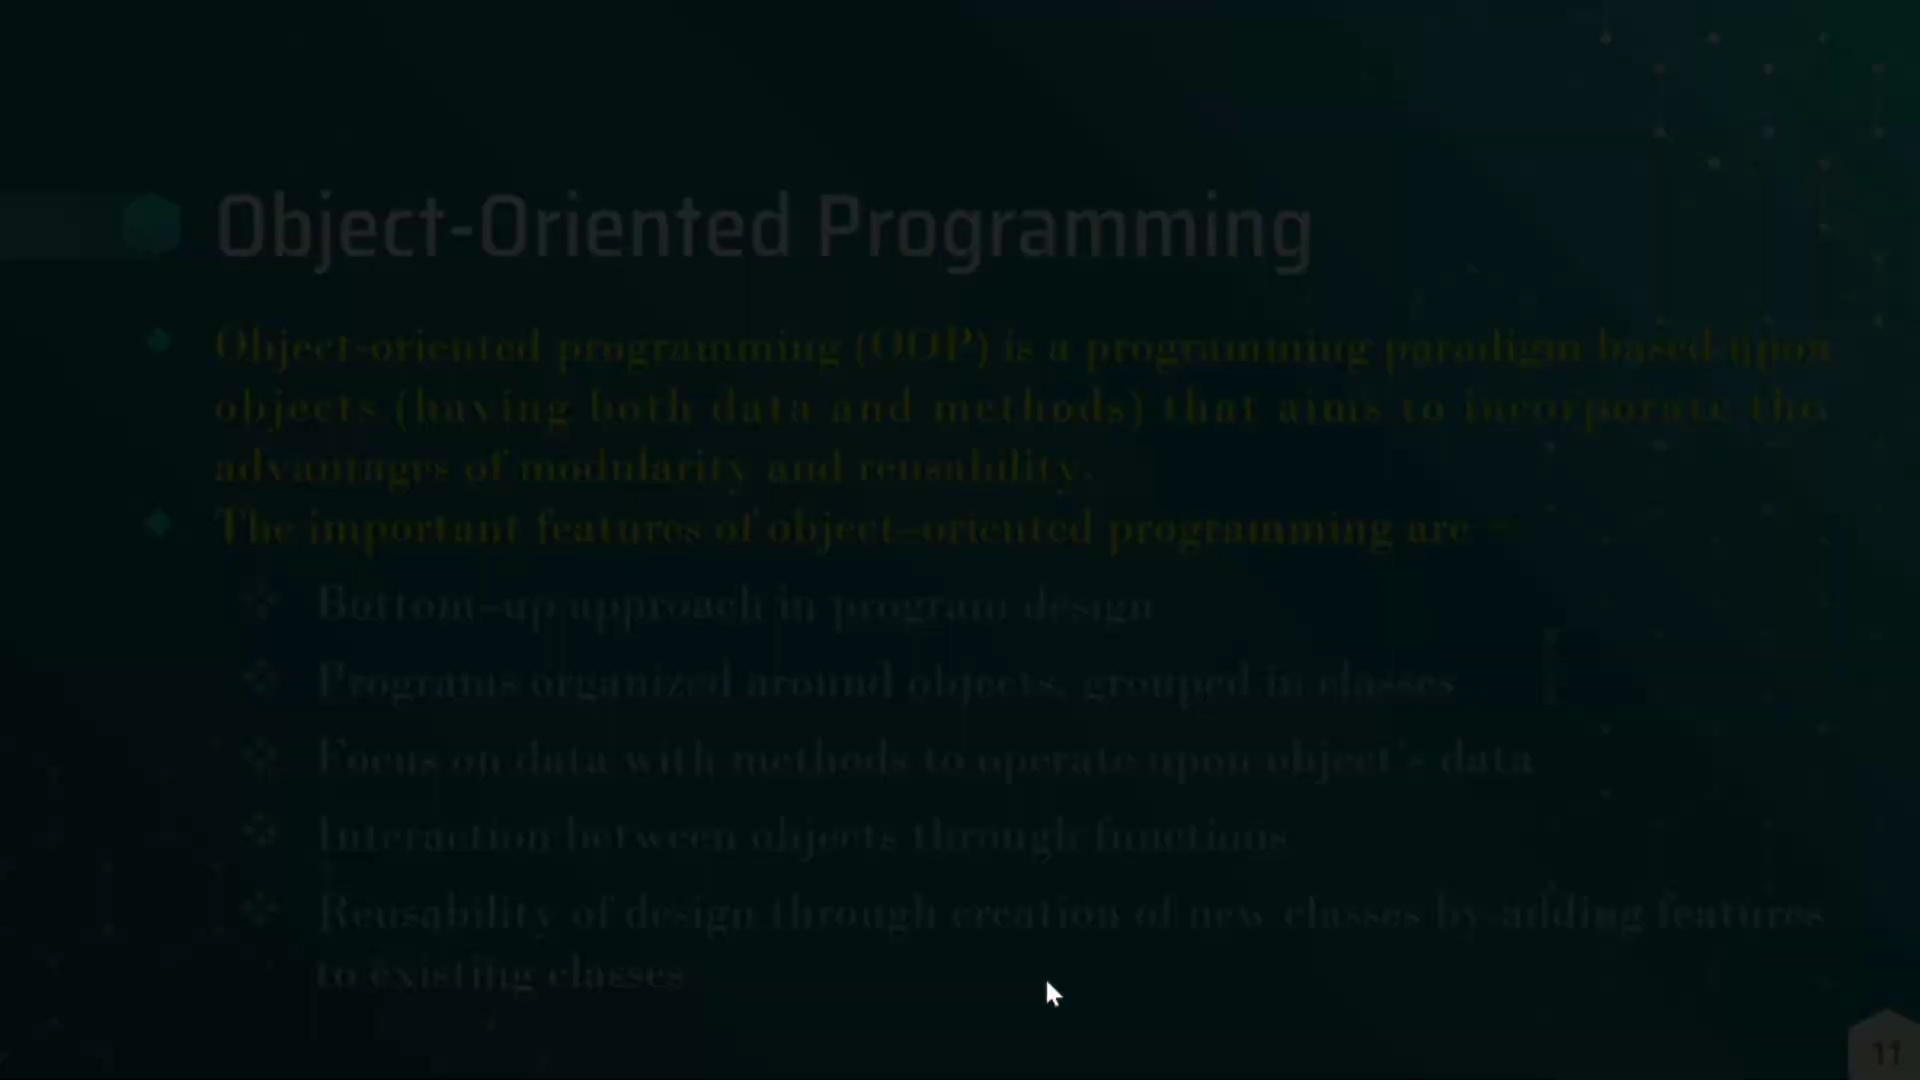 Object-Oriented Programming
Object-oriented programming (OOP) is a programming paradigm based upon
objects (having both data and methods) that aims to incorporate the
advantages of modularity and reusability.
The important features of object–oriented programming are −
Bottom–up approach in program design
Programs organized around objects, grouped in classes
Focus on data with methods to operate upon object's data
Interaction between objects through functions
Reusability of design through creation of new classes by adding features
to existing classes
11